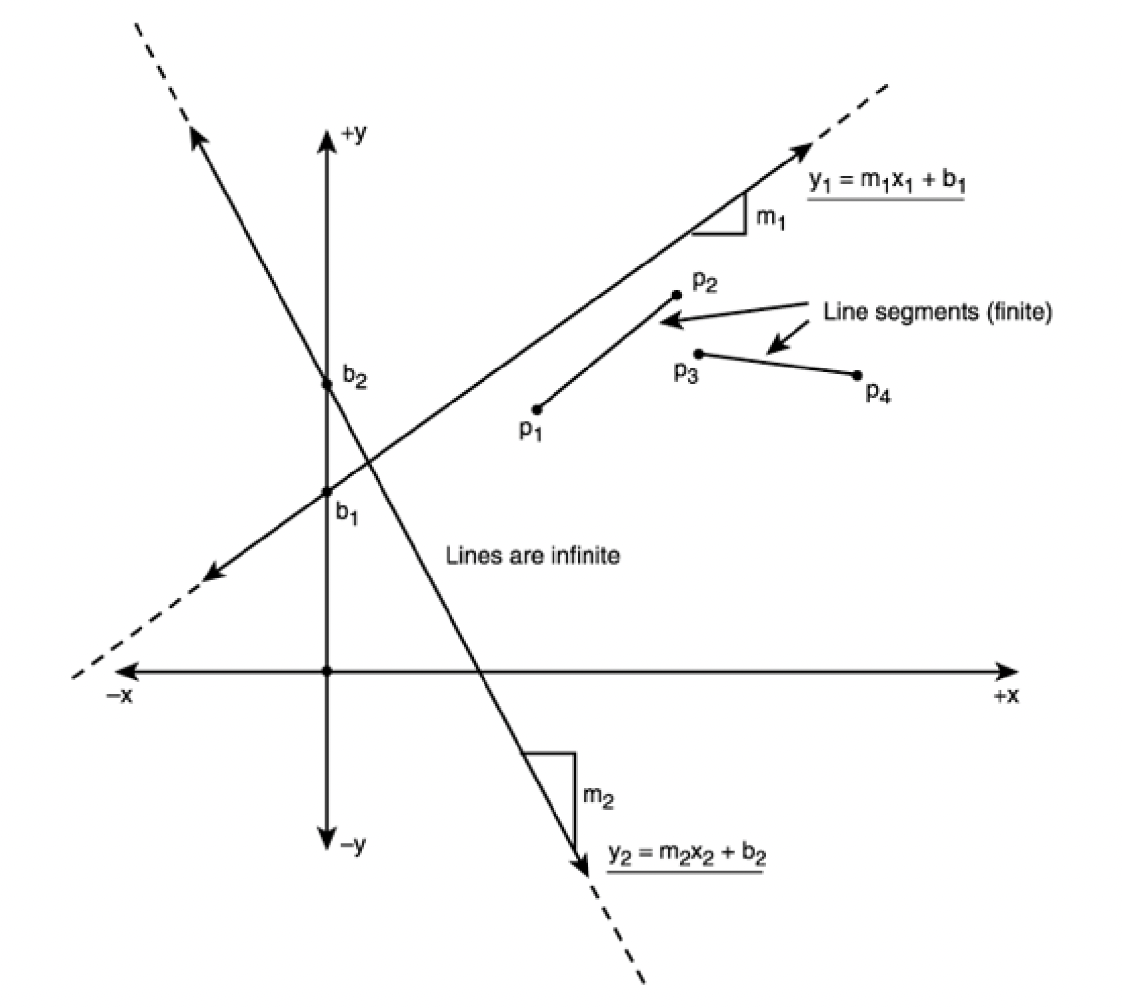 +y
y₁ = m₁x₁ + b₁
m₁
p₂
Line segments (finite)
b₂
p₃
p₄
p₁
b₁
Lines are infinite
–x
+x
m₂
–y
y₂ = m₂x₂ + b₂